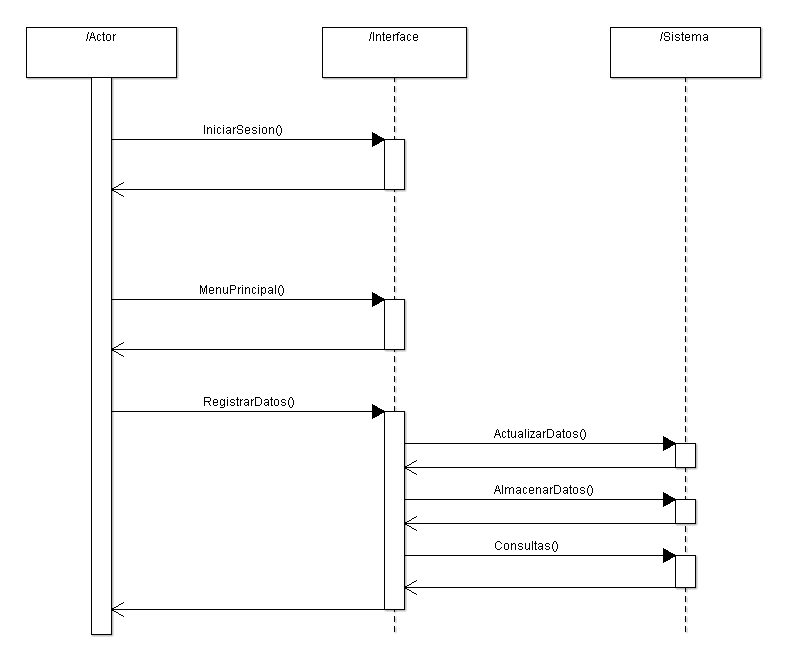 /Actor
/Interface
/Sistema
IniciarSesion()
MenuPrincipal()
RegistrarDatos()
ActualizarDatos()
AlmacenarDatos()
Consultas()